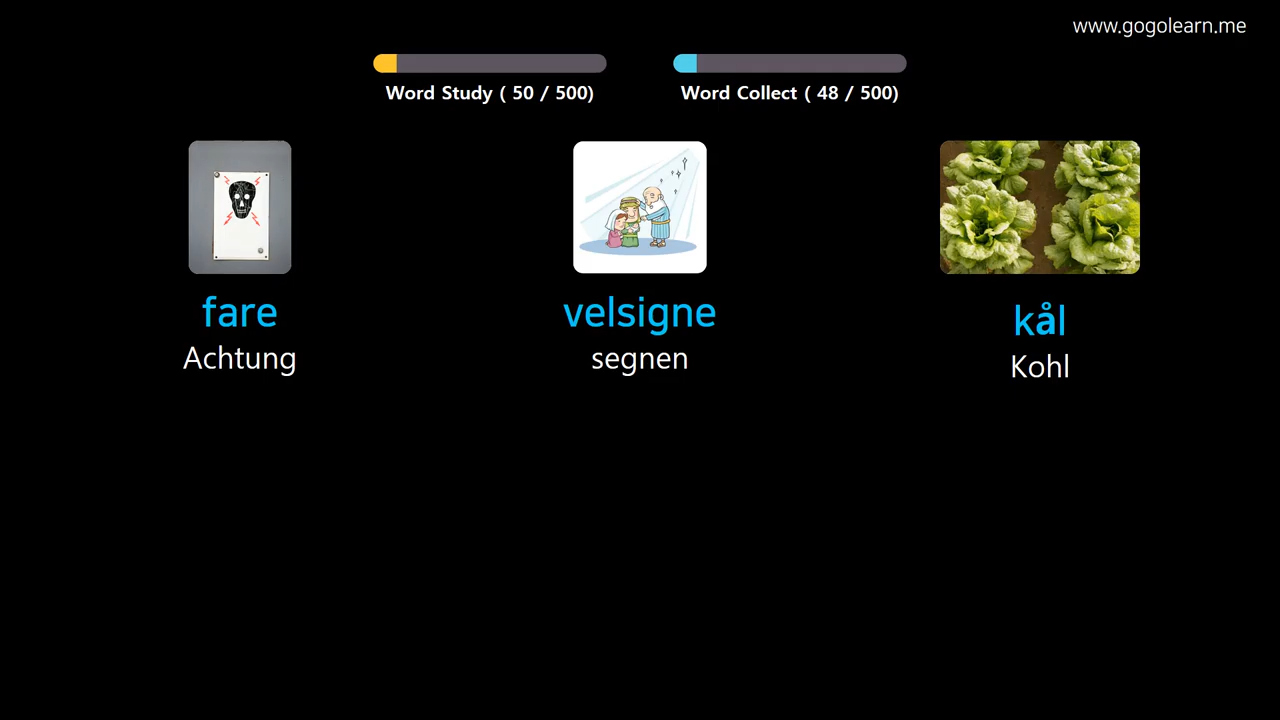 www.gogolearn.me
Word Study ( 50 / 500)
Word Collect ( 48 / 500)
fare
Achtung
velsigne
segnen
kål
Kohl